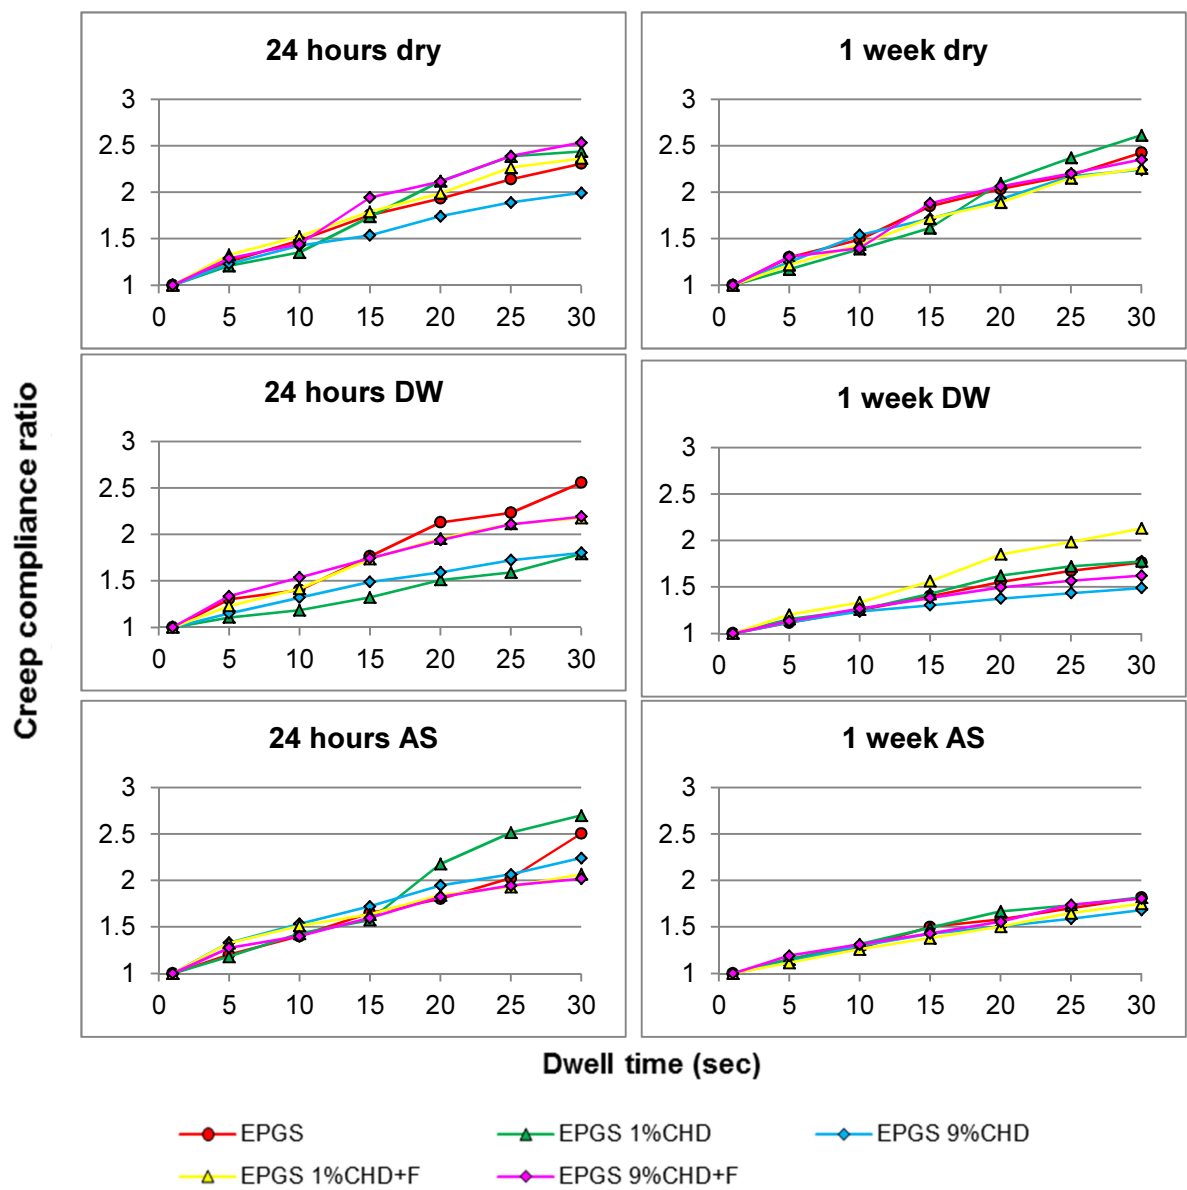 24 hours dry
3
2.5
2
1.5
1
0 5 10 15 20 25 30
1 week dry
3
2.5
2
1.5
1
0 5 10 15 20 25 30
Creep compliance ratio
24 hours DW
3
2.5
2
1.5
1
0 5 10 15 20 25 30
1 week DW
3
2.5
2
1.5
1
0 5 10 15 20 25 30
24 hours AS
3
2.5
2
1.5
1
0 5 10 15 20 25 30
1 week AS
3
2.5
2
1.5
1
0 5 10 15 20 25 30
Dwell time (sec)
EPGS EPGS 1%CHD EPGS 9%CHD
EPGS 1%CHD+F EPGS 9%CHD+F